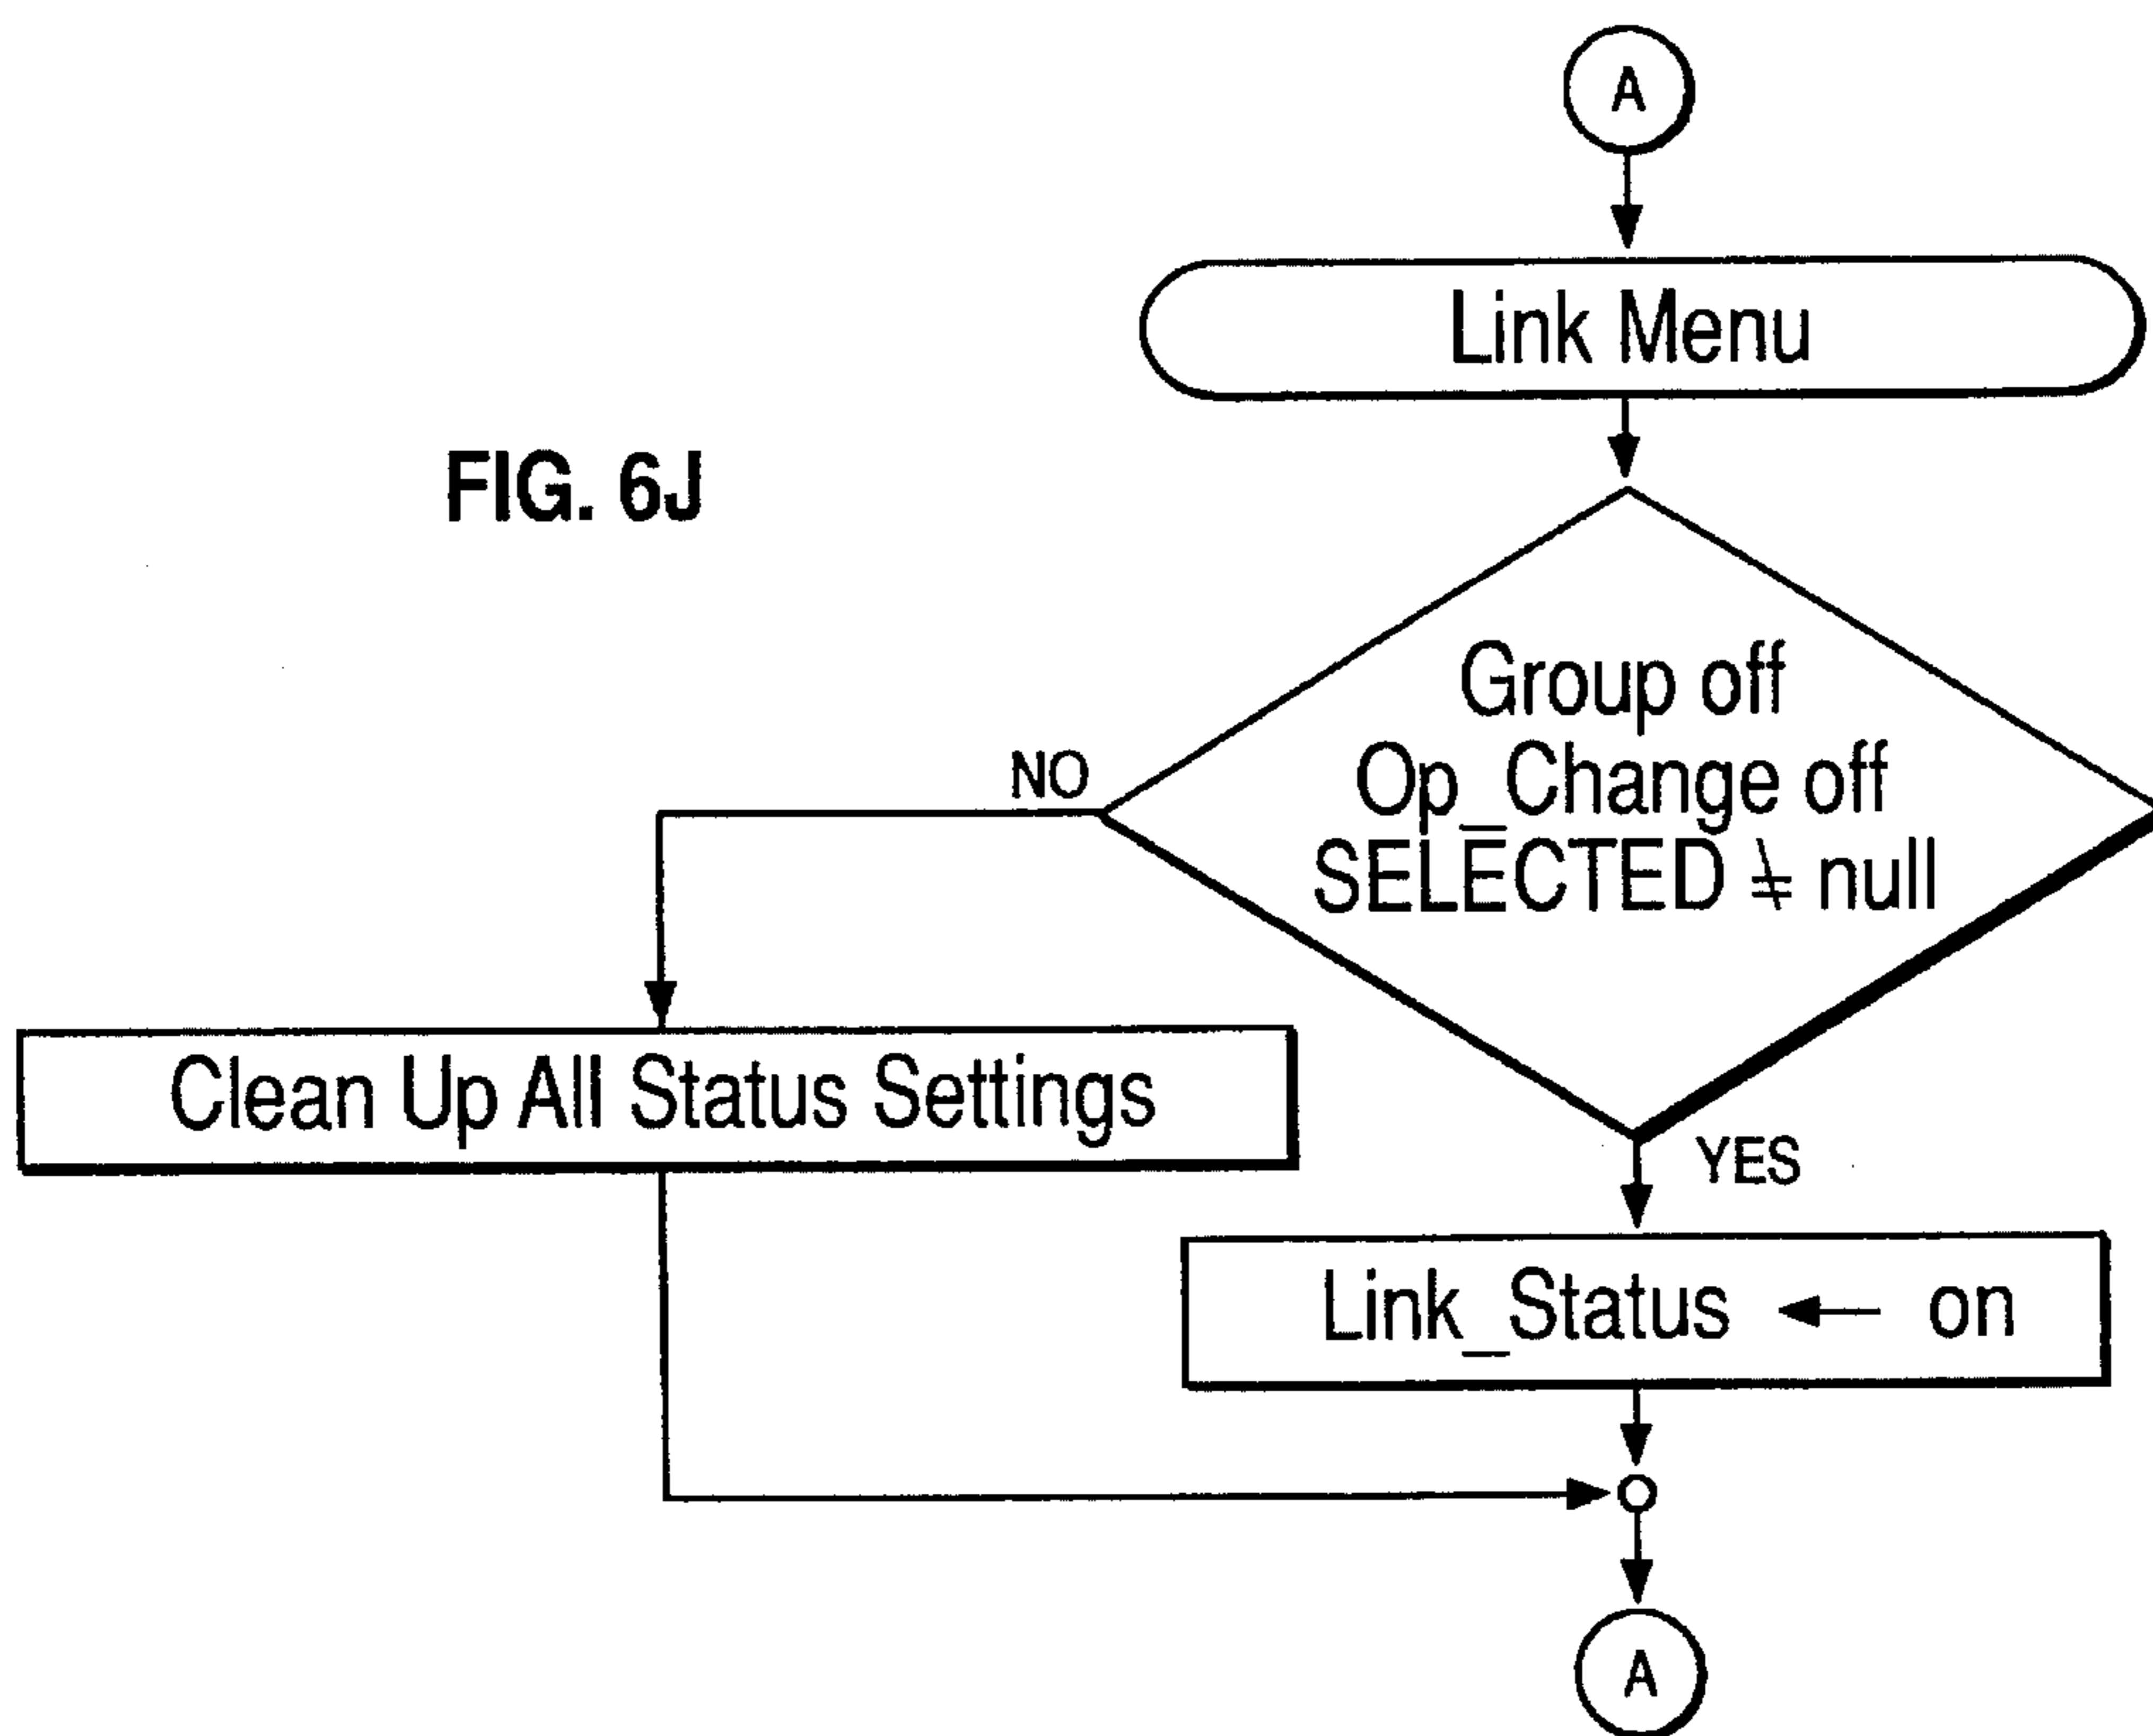 A
Link Menu
FIG. 6J
Group off
Op_Change off
SELECTED ≠ null
NO
Clean Up All Status Settings
YES
Link_Status ← on
A